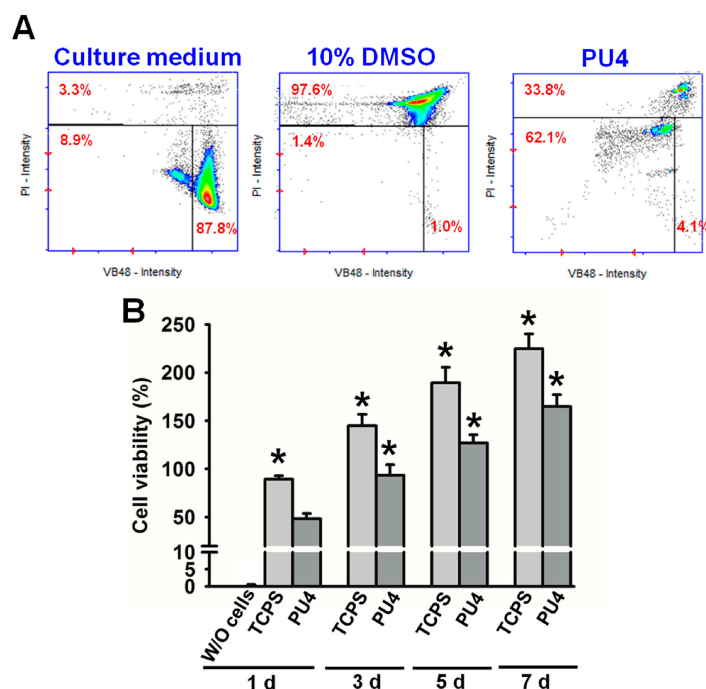 A
Culture medium
10% DMSO
PU4
3.3%
8.9%
87.8%
PI - Intensity
VB48 - Intensity
97.6%
1.4%
1.0%
PI - Intensity
VB48 - Intensity
33.8%
62.1%
4.1%
PI - Intensity
VB48 - Intensity
B
Cell viability (%)
250
200
150
100
50
10
5
0
* * * * * * *
W/O cells TCPS PU4 TCPS PU4 TCPS PU4 TCPS PU4
1 d 3 d 5 d 7 d